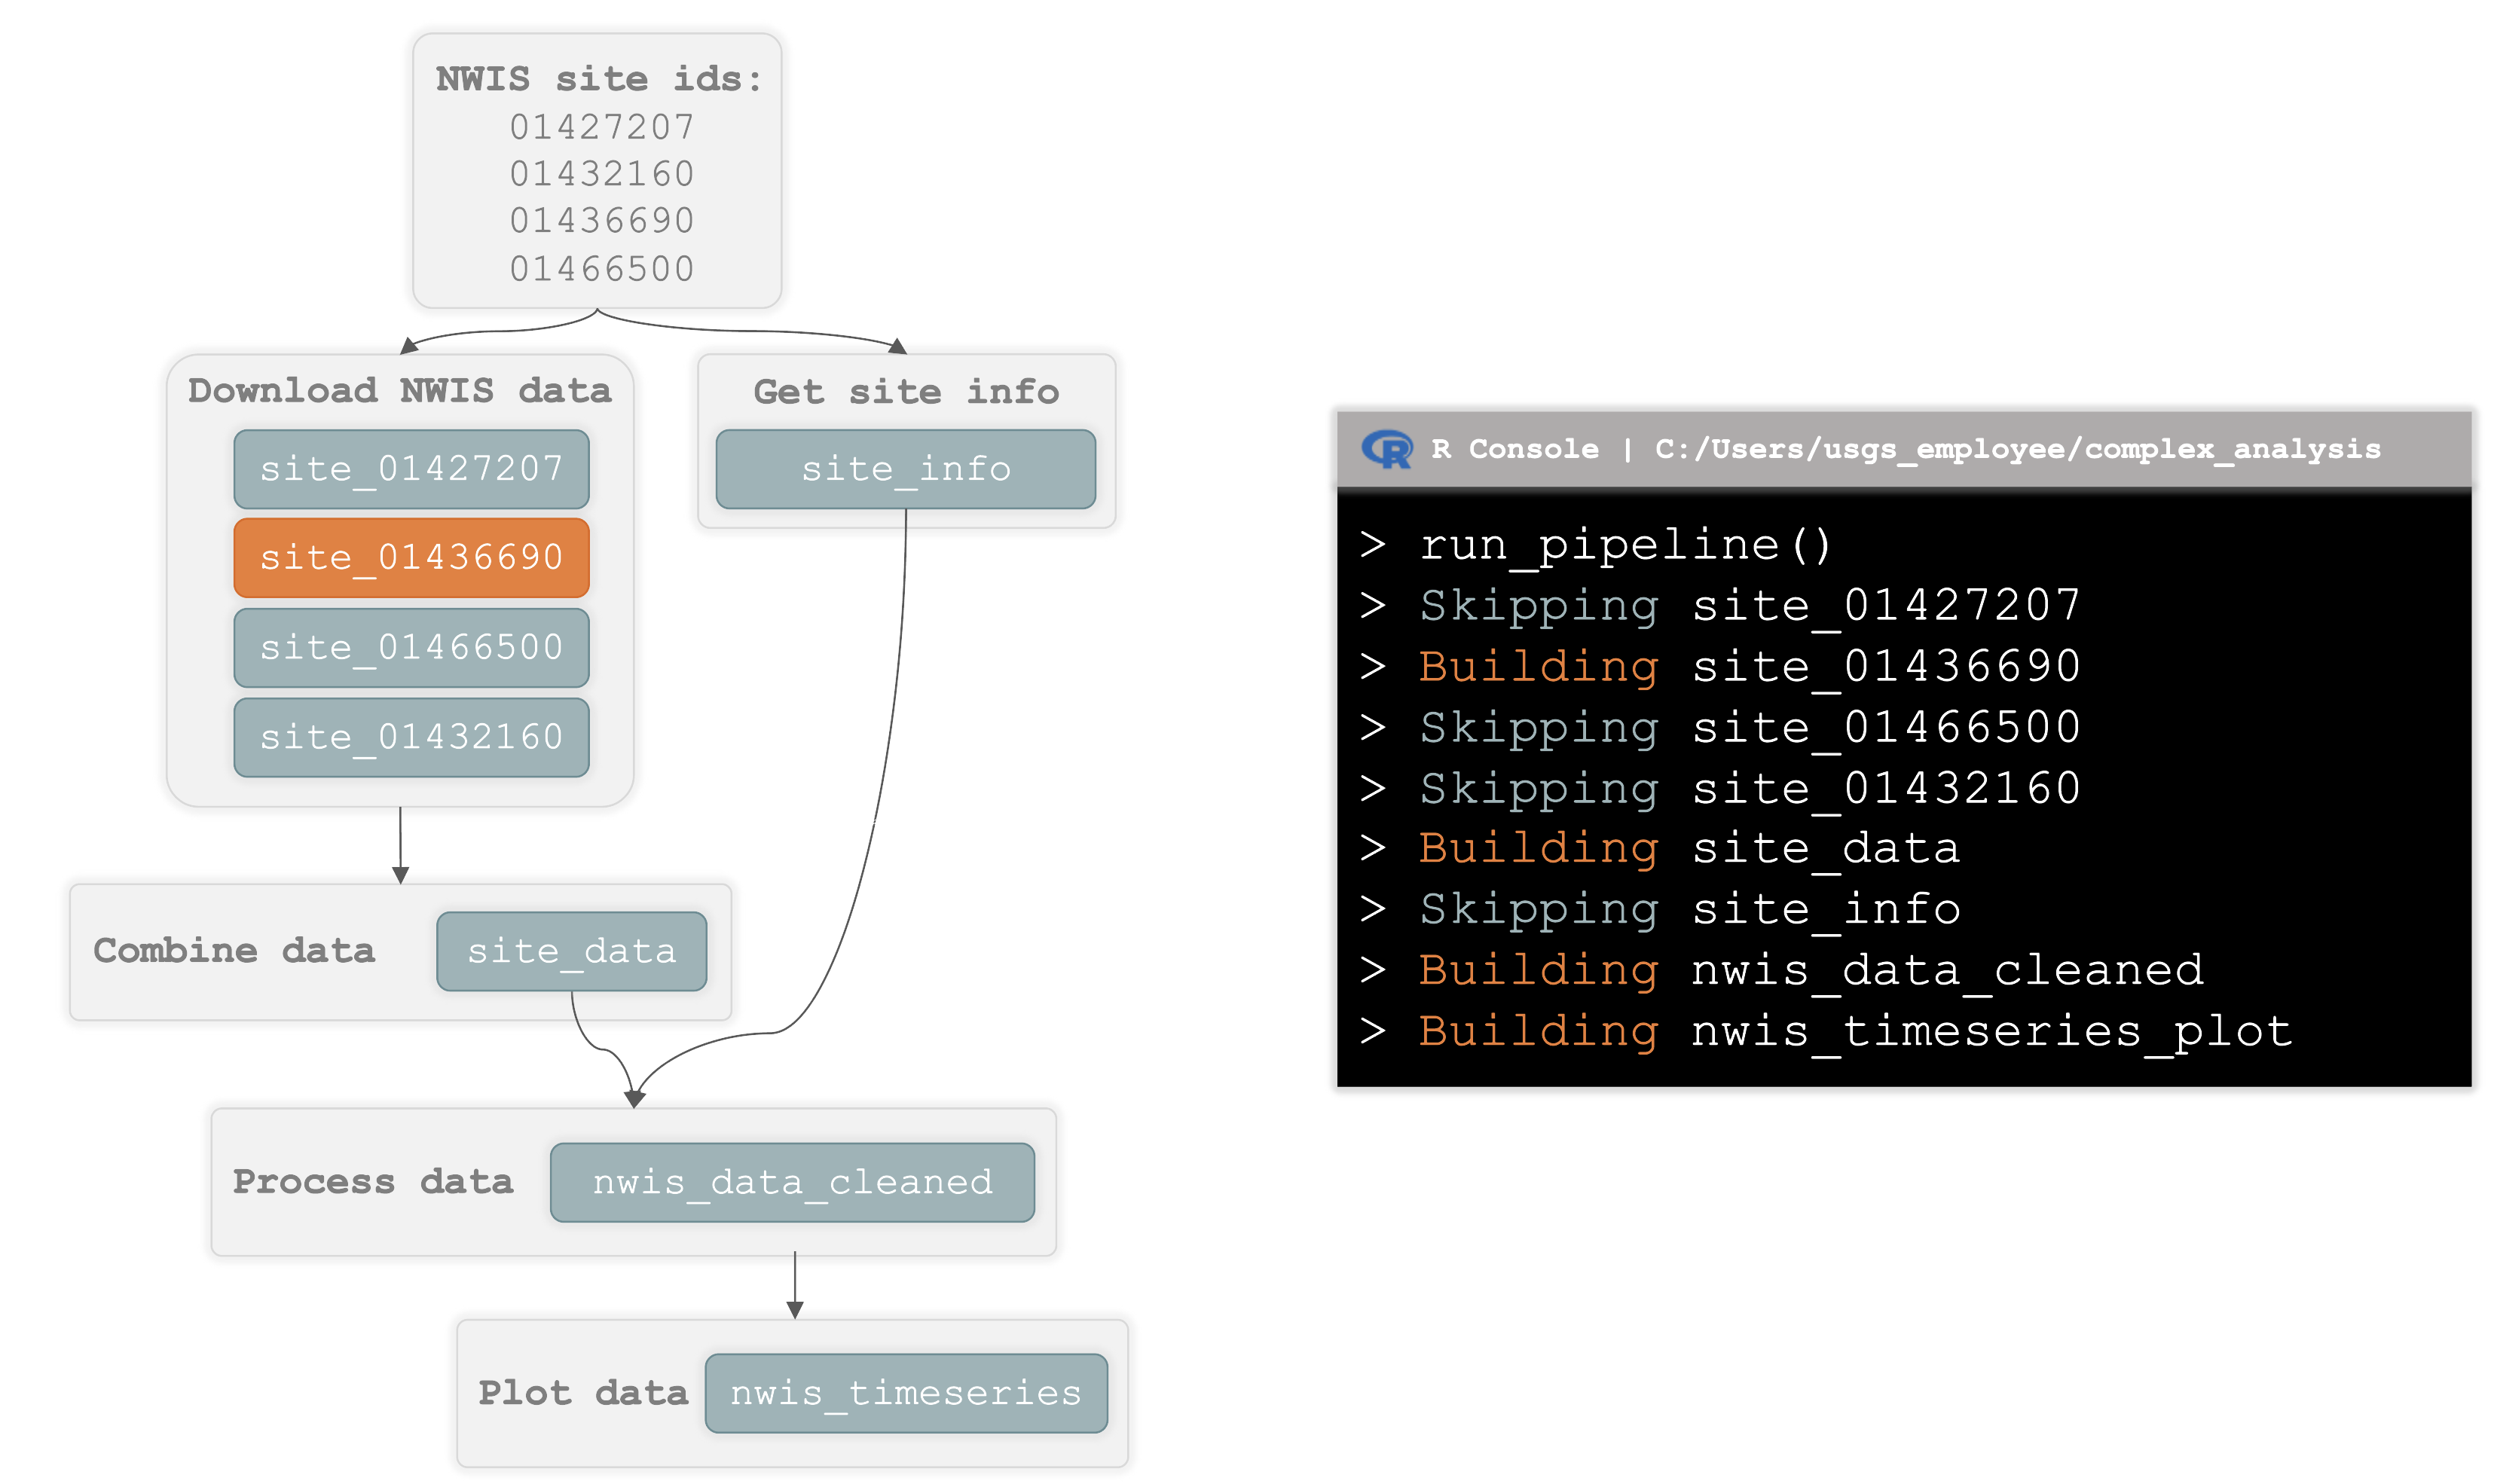 NWIS site ids:
01427207
01432160
01436690
01466500
Download NWIS data
site_01427207
site_01436690
site_01466500
site_01432160
Get site info
site_info
Combine data
site_data
Process data
nwis_data_cleaned
Plot data
nwis_timeseries
R R Console | C:/Users/usgs_employee/complex_analysis
> run_pipeline()
> Skipping site_01427207
> Building site_01436690
> Skipping site_01466500
> Skipping site_01432160
> Building site_data
> Skipping site_info
> Building nwis_data_cleaned
> Building nwis_timeseries_plot